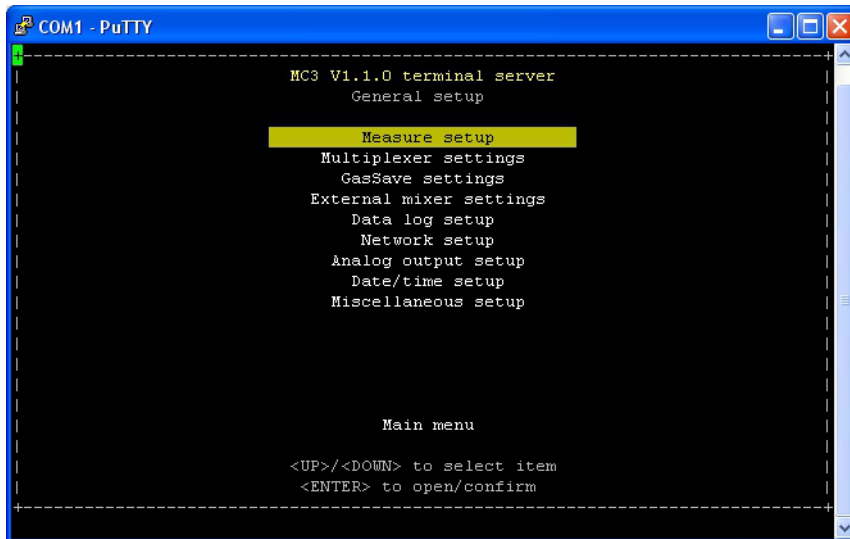 COM1 - PuTTY
MC3 V1.1.0 terminal server
General setup
Measure setup
Multiplexer settings
GasSave settings
External mixer settings
Data log setup
Network setup
Analog output setup
Date/time setup
Miscellaneous setup
Main menu
<UP>/<DOWN> to select item
<ENTER> to open/confirm